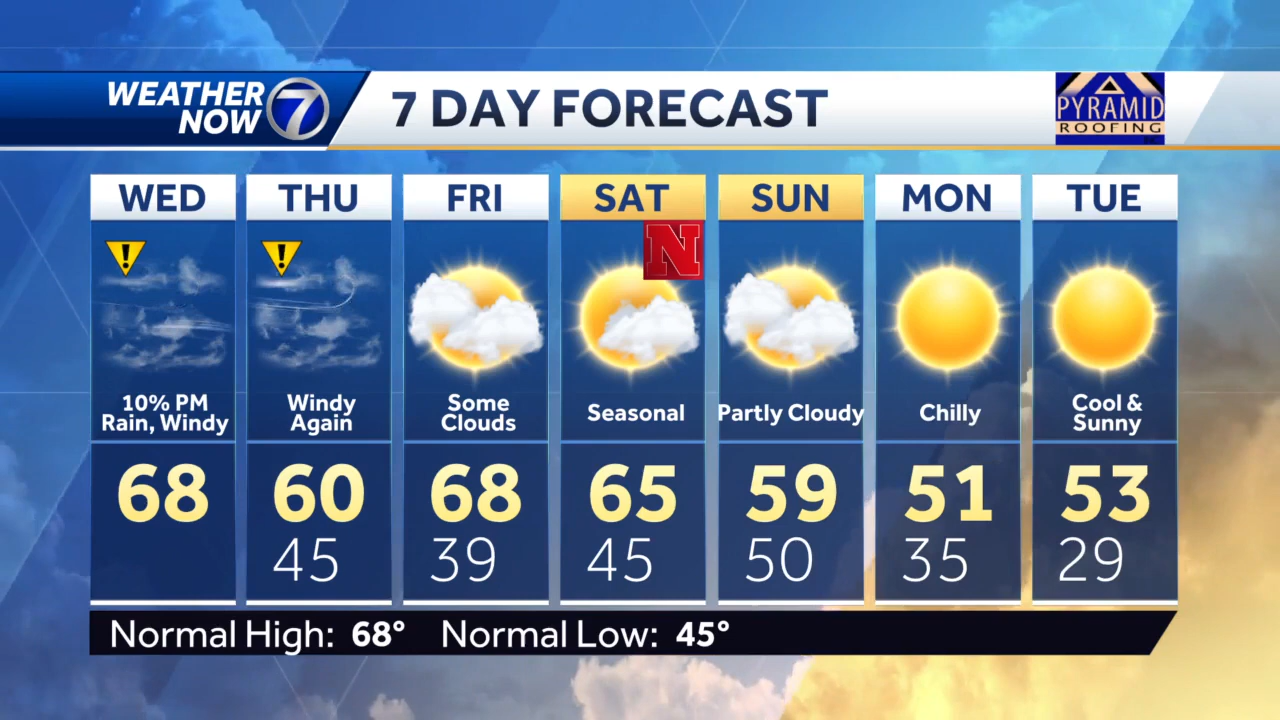 WEATHER
NOW
7
7 DAY FORECAST
PYRAMID
ROOFING
WED
THU
FRI
SAT
SUN
MON
TUE
!
!
N
10% PM
Rain, Windy
Windy
Again
Some
Clouds
Seasonal
Partly Cloudy
Chilly
Cool &
Sunny
68
60
68
65
59
51
53
45
39
45
50
35
29
Normal High: 68° Normal Low: 45°